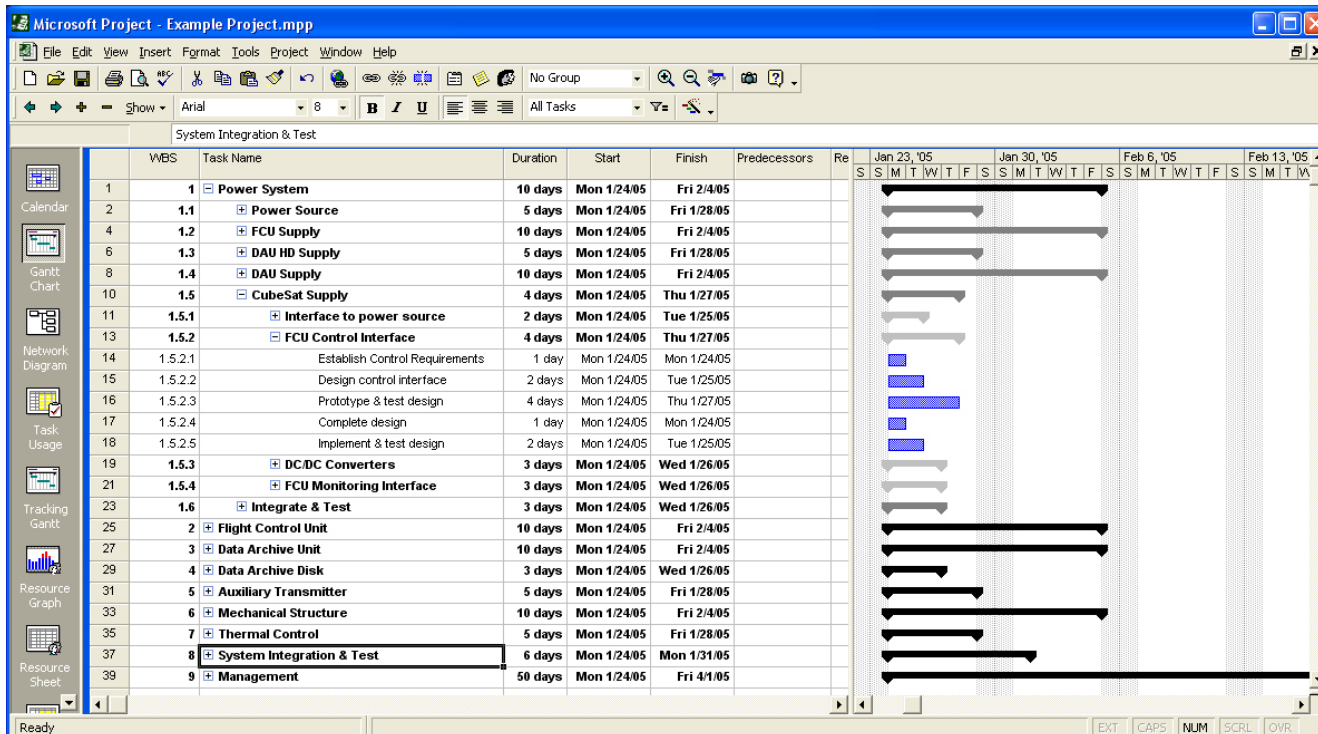 Microsoft Project - Example Project.mpp
File Edit View Insert Format Tools Project Window Help
No Group
Show Arial 8 B I U All Tasks
System Integration & Test
WBS Task Name Duration Start Finish Predecessors Re Jan 23, '05 Jan 30, '05 Feb 6, '05 Feb 13, '05
S S M T W T F S S M T W T F S S M T W T F S S M T W
1 1 Power System 10 days Mon 1/24/05 Fri 2/4/05
2 1.1 Power Source 5 days Mon 1/24/05 Fri 1/28/05
4 1.2 FCU Supply 10 days Mon 1/24/05 Fri 2/4/05
6 1.3 DAU HD Supply 5 days Mon 1/24/05 Fri 1/28/05
8 1.4 DAU Supply 10 days Mon 1/24/05 Fri 2/4/05
10 1.5 CubeSat Supply 4 days Mon 1/24/05 Thu 1/27/05
11 1.5.1 Interface to power source 2 days Mon 1/24/05 Tue 1/25/05
13 1.5.2 FCU Control Interface 4 days Mon 1/24/05 Thu 1/27/05
14 1.5.2.1 Establish Control Requirements 1 day Mon 1/24/05 Mon 1/24/05
15 1.5.2.2 Design control interface 2 days Mon 1/24/05 Tue 1/25/05
16 1.5.2.3 Prototype & test design 4 days Mon 1/24/05 Thu 1/27/05
17 1.5.2.4 Complete design 1 day Mon 1/24/05 Mon 1/24/05
18 1.5.2.5 Implement & test design 2 days Mon 1/24/05 Tue 1/25/05
19 1.5.3 DC/DC Converters 3 days Mon 1/24/05 Wed 1/26/05
21 1.5.4 FCU Monitoring Interface 3 days Mon 1/24/05 Wed 1/26/05
23 1.6 Integrate & Test 3 days Mon 1/24/05 Wed 1/26/05
25 2 Flight Control Unit 10 days Mon 1/24/05 Fri 2/4/05
27 3 Data Archive Unit 10 days Mon 1/24/05 Fri 2/4/05
29 4 Data Archive Disk 3 days Mon 1/24/05 Wed 1/26/05
31 5 Auxiliary Transmitter 5 days Mon 1/24/05 Fri 1/28/05
33 6 Mechanical Structure 10 days Mon 1/24/05 Fri 2/4/05
35 7 Thermal Control 5 days Mon 1/24/05 Fri 1/28/05
37 8 System Integration & Test 6 days Mon 1/24/05 Mon 1/31/05
39 9 Management 50 days Mon 1/24/05 Fri 4/1/05
Calendar
Gantt
Chart
Network
Diagram
Task
Usage
Tracking
Gantt
Resource
Graph
Resource
Sheet
Ready EXT CAPS NUM SCRL OVR